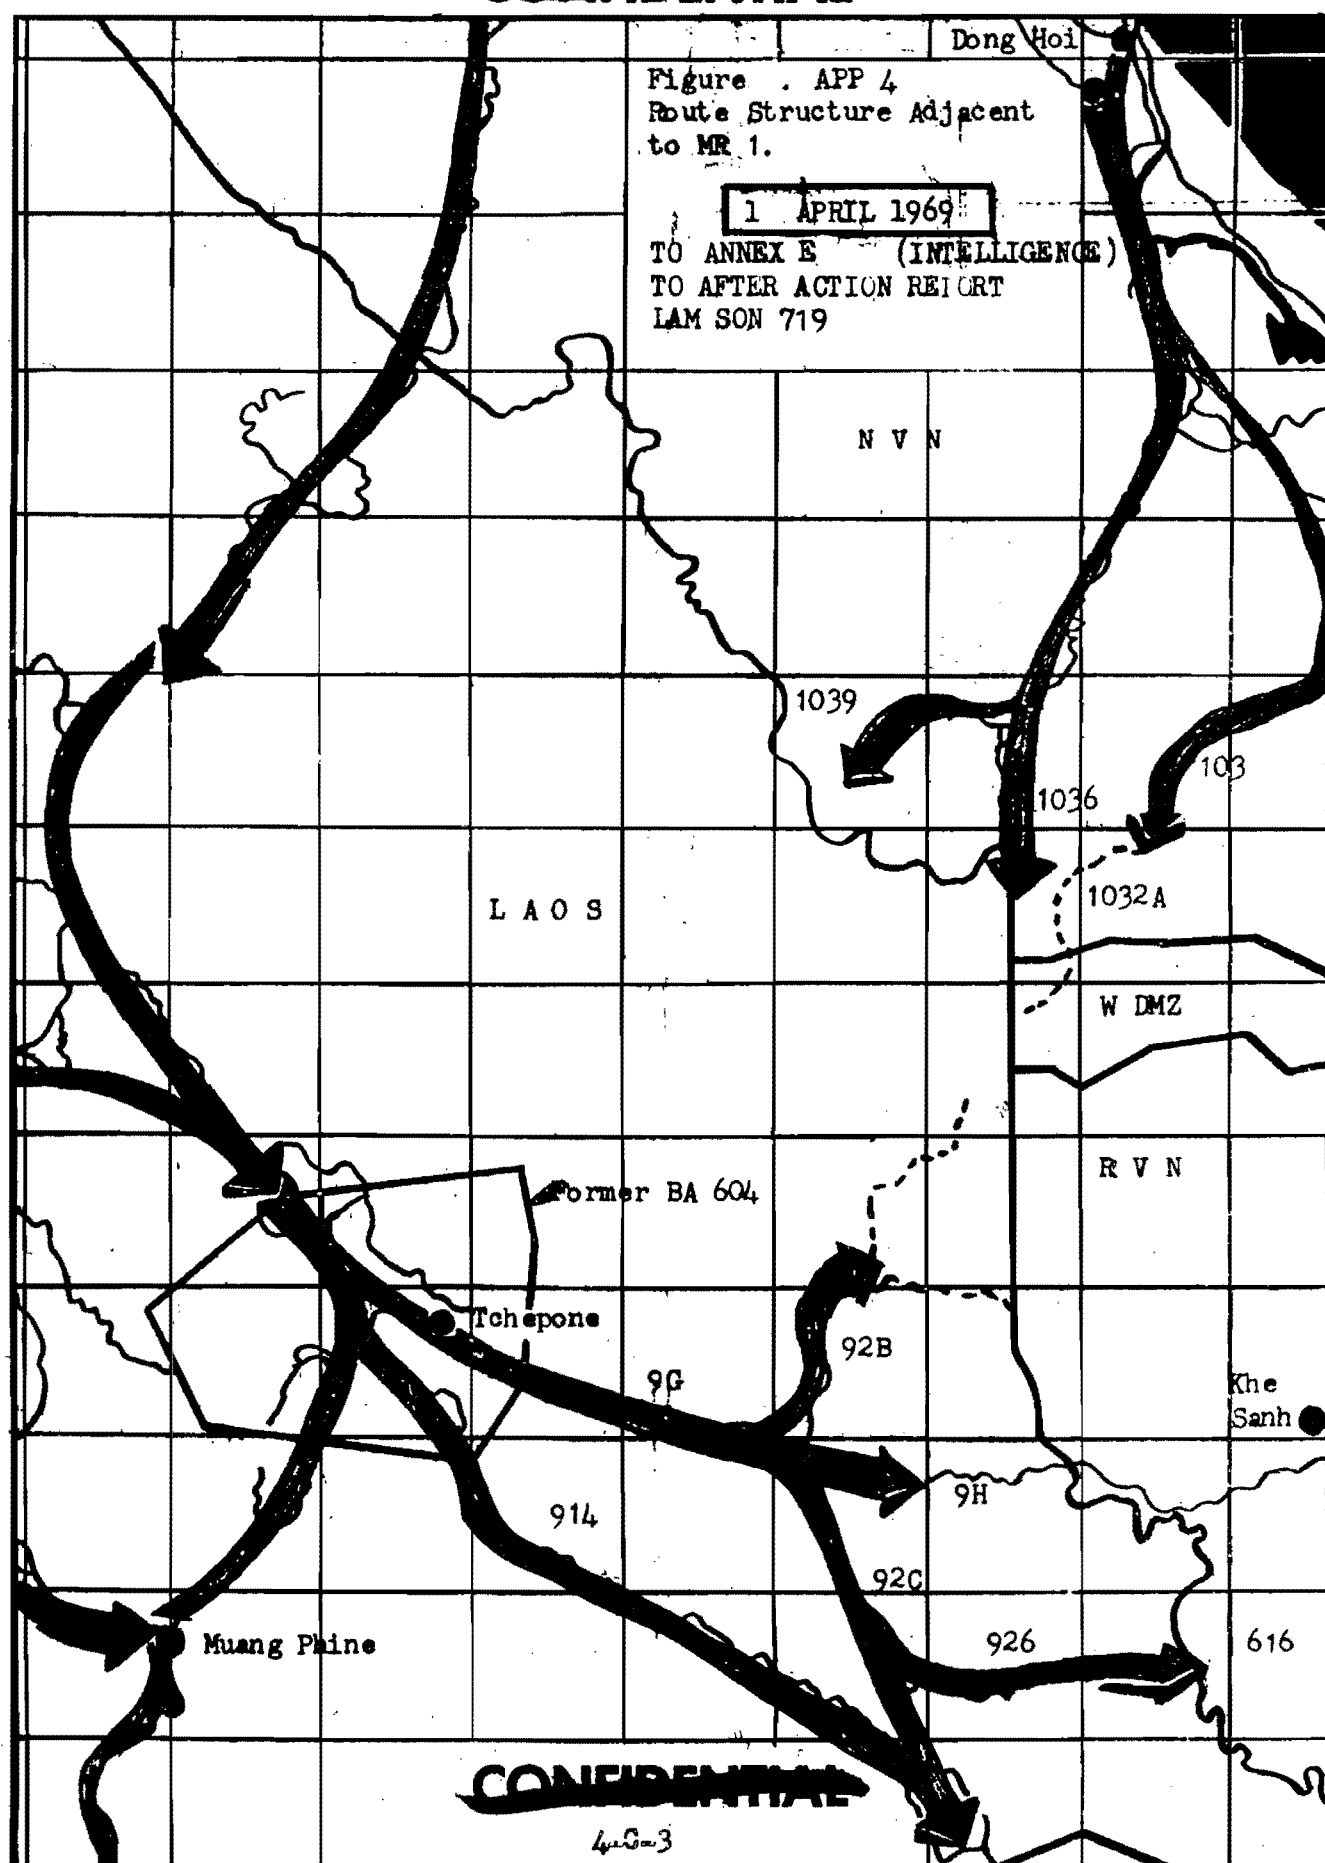 Dong Hoi
Figure . APP 4
Route Structure Adjacent
to MR 1.
1 APRIL 1969
TO ANNEX E (INTELLIGENCE)
TO AFTER ACTION REPORT
LAM SON 719
N V N
1039
103
1036
1032A
L A O S
W DMZ
R V N
Former BA 604
Tchepone
92B
9G
Khe
Sanh
9H
914
92C
926
616
Muang Phine
CONFIDENTIAL